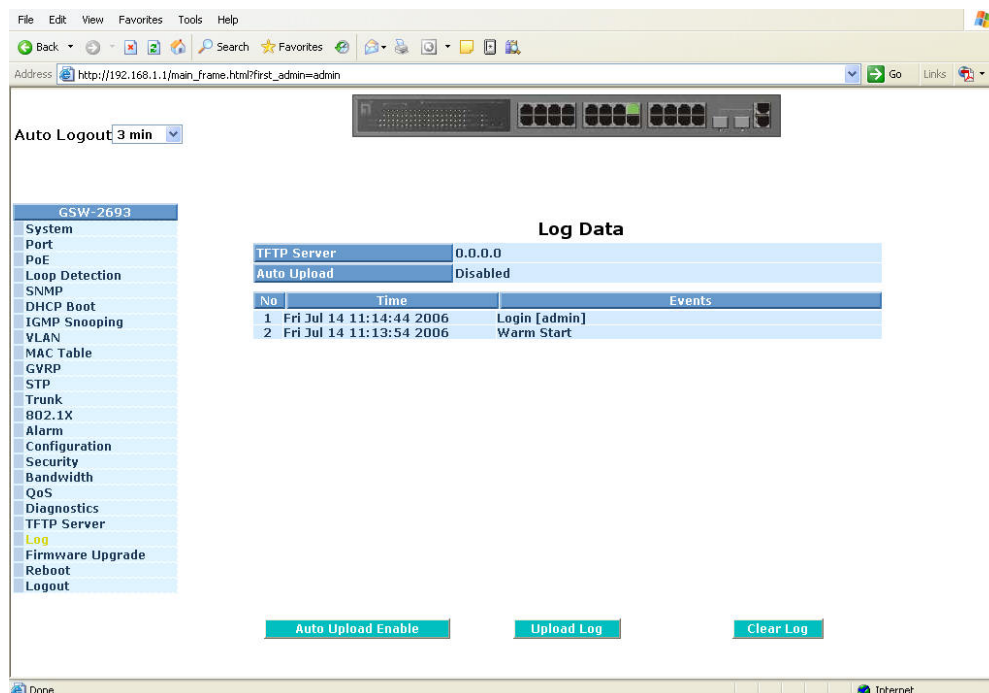 File Edit View Favorites Tools Help
Back Search Favorites
Address http://192.168.1.1/main_frame.html?first_admin=admin Go Links
Auto Logout 3 min
GSW-2693
System
Port
PoE
Loop Detection
SNMP
DHCP Boot
IGMP Snooping
VLAN
MAC Table
GVRP
STP
Trunk
802.1X
Alarm
Configuration
Security
Bandwidth
QoS
Diagnostics
TFTP Server
Log
Firmware Upgrade
Reboot
Logout
Log Data
TFTP Server 0.0.0.0
Auto Upload Disabled
No Time Events
1 Fri Jul 14 11:14:44 2006 Login [admin]
2 Fri Jul 14 11:13:54 2006 Warm Start
Auto Upload Enable Upload Log Clear Log
Done Internet